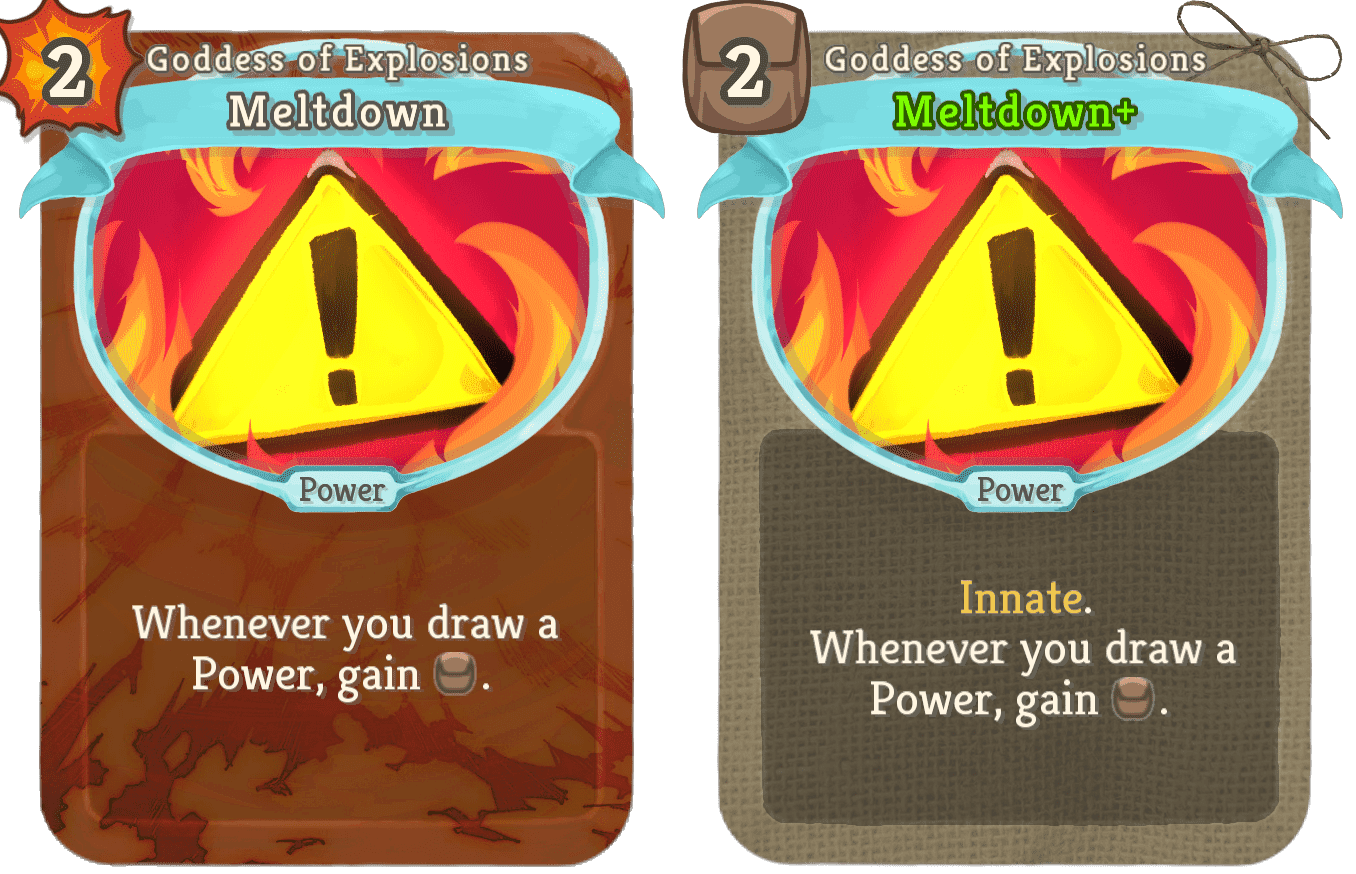 2
Goddess of Explosions
Meltdown
!
Power
Whenever you draw a
Power, gain .
2
Goddess of Explosions
Meltdown+
!
Power
Innate.
Whenever you draw a
Power, gain .